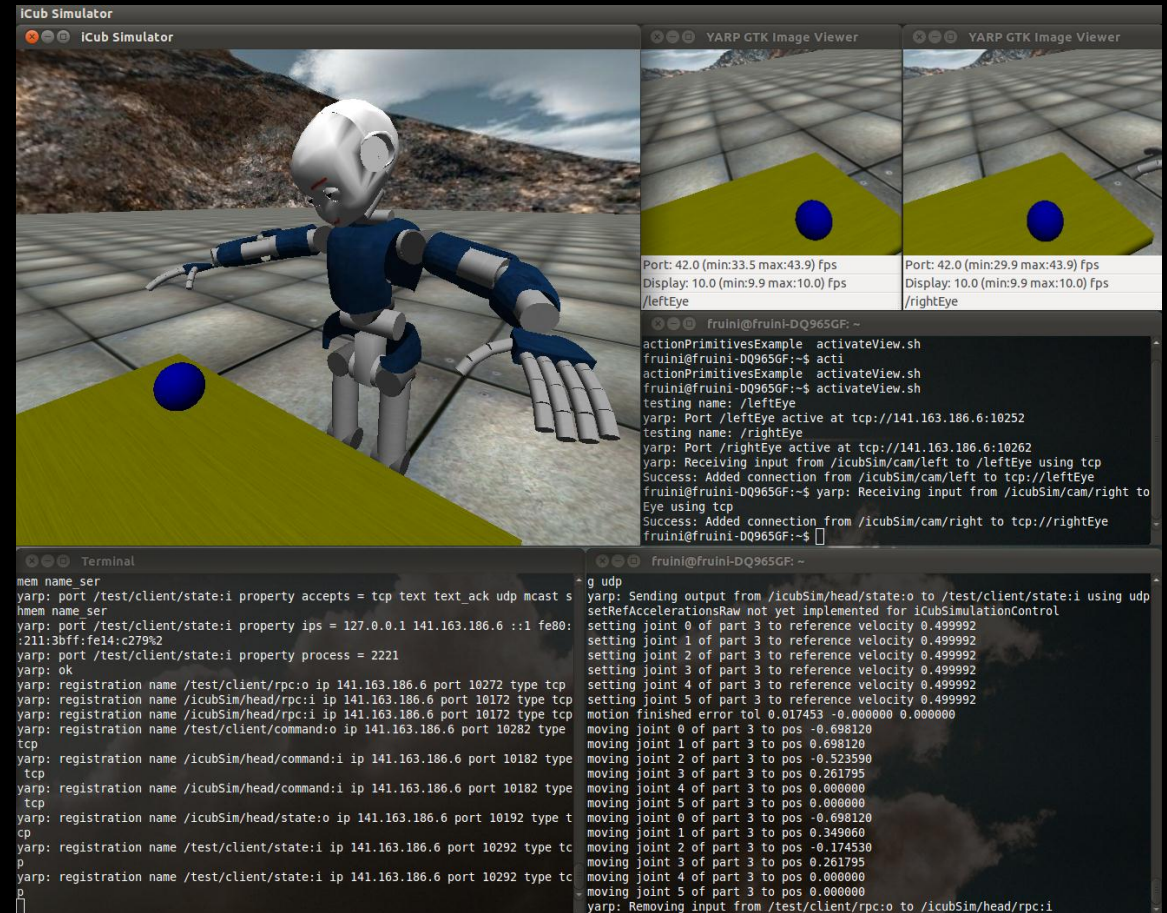 iCub Simulator
iCub Simulator
YARP GTK Image Viewer
YARP GTK Image Viewer
Port: 42.0 (min:33.5 max:43.9) fps
Display: 10.0 (min:9.9 max:10.0) fps
/leftEye
Port: 42.0 (min:29.9 max:43.9) fps
Display: 10.0 (min:9.9 max:10.0) fps
/rightEye
fruini@fruini-DQ965GF: ~
actionPrimitivesExample  activateView.sh
fruini@fruini-DQ965GF:~$ acti
actionPrimitivesExample  activateView.sh
fruini@fruini-DQ965GF:~$ activateView.sh
testing name: /leftEye
yarp: Port /leftEye active at tcp://141.163.186.6:10252
testing name: /rightEye
yarp: Port /rightEye active at tcp://141.163.186.6:10262
yarp: Receiving input from /icubSim/cam/left to /leftEye using tcp
Success: Added connection from /icubSim/cam/left to tcp://leftEye
fruini@fruini-DQ965GF:~$ yarp: Receiving input from /icubSim/cam/right to
Eye using tcp
Success: Added connection from /icubSim/cam/right to tcp://rightEye
fruini@fruini-DQ965GF:~$
Terminal
mem name_ser
yarp: port /test/client/state:i property accepts = tcp text text_ack udp mcast s
hmem name_ser
yarp: port /test/client/state:i property ips = 127.0.0.1 141.163.186.6 ::1 fe80:
:211:3bff:fe14:c279%2
yarp: port /test/client/state:i property process = 2221
yarp: ok
yarp: registration name /test/client/rpc:o ip 141.163.186.6 port 10272 type tcp
yarp: registration name /icubSim/head/rpc:i ip 141.163.186.6 port 10172 type tcp
yarp: registration name /icubSim/head/rpc:i ip 141.163.186.6 port 10172 type tcp
yarp: registration name /test/client/command:o ip 141.163.186.6 port 10282 type
tcp
yarp: registration name /icubSim/head/command:i ip 141.163.186.6 port 10182 type
tcp
yarp: registration name /icubSim/head/command:i ip 141.163.186.6 port 10182 type
tcp
yarp: registration name /icubSim/head/state:o ip 141.163.186.6 port 10192 type t
cp
yarp: registration name /test/client/state:i ip 141.163.186.6 port 10292 type tc
p
yarp: registration name /test/client/state:i ip 141.163.186.6 port 10292 type tc
p
fruini@fruini-DQ965GF: ~
g udp
yarp: Sending output from /icubSim/head/state:o to /test/client/state:i using udp
setRefAccelerationsRaw not yet implemented for iCubSimulationControl
setting joint 0 of part 3 to reference velocity 0.499992
setting joint 1 of part 3 to reference velocity 0.499992
setting joint 2 of part 3 to reference velocity 0.499992
setting joint 3 of part 3 to reference velocity 0.499992
setting joint 4 of part 3 to reference velocity 0.499992
setting joint 5 of part 3 to reference velocity 0.499992
motion finished error tol 0.017453 -0.000000 0.000000
moving joint 0 of part 3 to pos -0.698120
moving joint 1 of part 3 to pos 0.698120
moving joint 2 of part 3 to pos -0.523590
moving joint 3 of part 3 to pos 0.261795
moving joint 4 of part 3 to pos 0.000000
moving joint 5 of part 3 to pos 0.000000
moving joint 0 of part 3 to pos -0.698120
moving joint 1 of part 3 to pos 0.349060
moving joint 2 of part 3 to pos -0.174530
moving joint 3 of part 3 to pos 0.261795
moving joint 4 of part 3 to pos 0.000000
moving joint 5 of part 3 to pos 0.000000
yarp: Removing input from /test/client/rpc:o to /icubSim/head/rpc:i